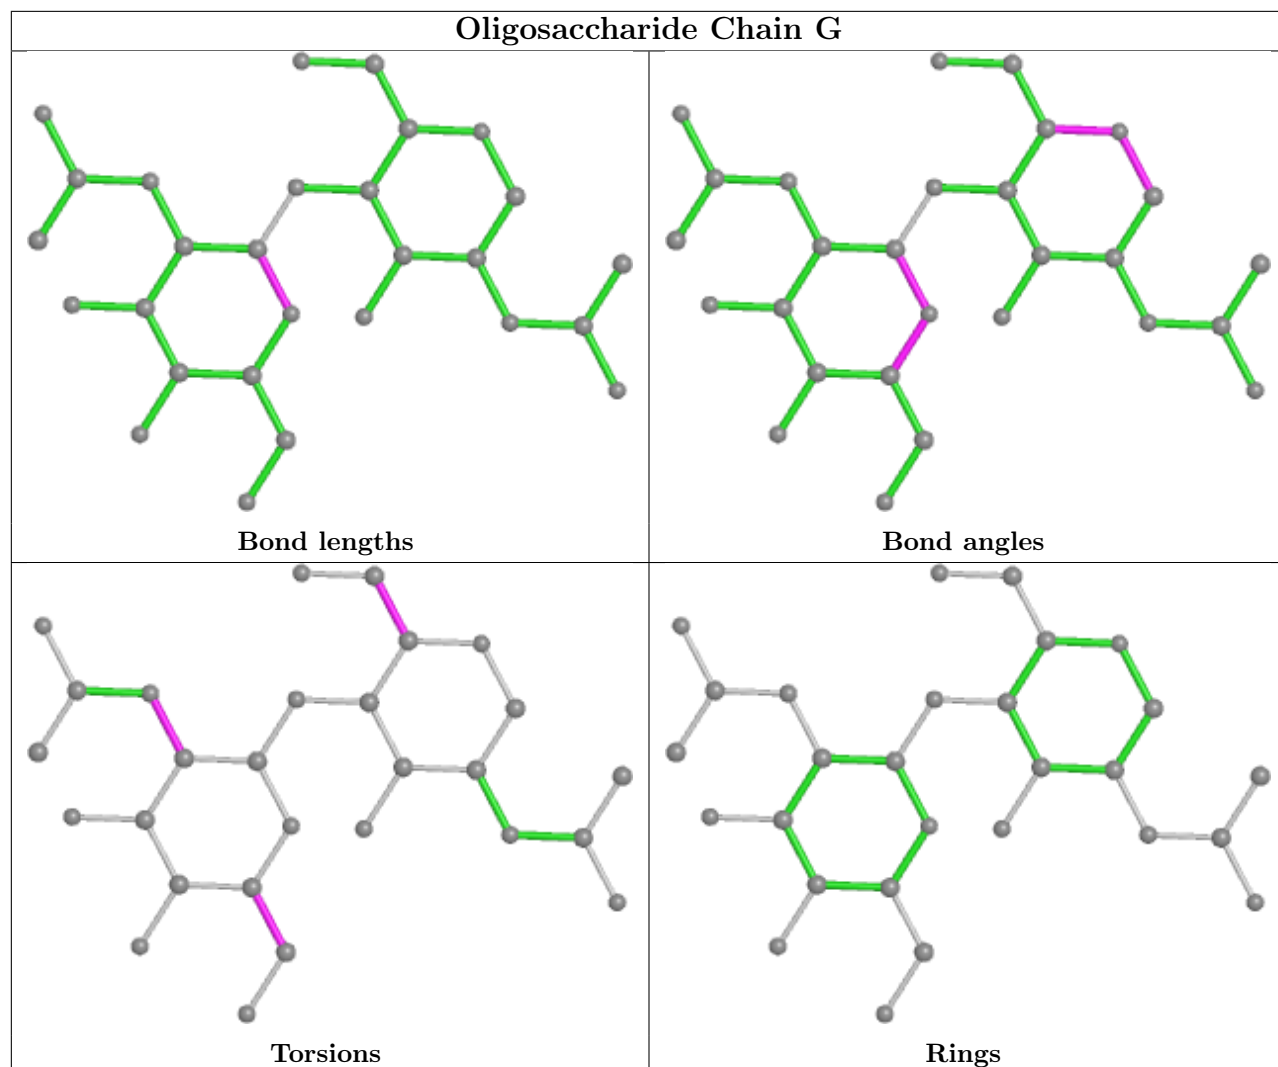 Oligosaccharide Chain G
Bond lengths
Bond angles
Torsions
Rings